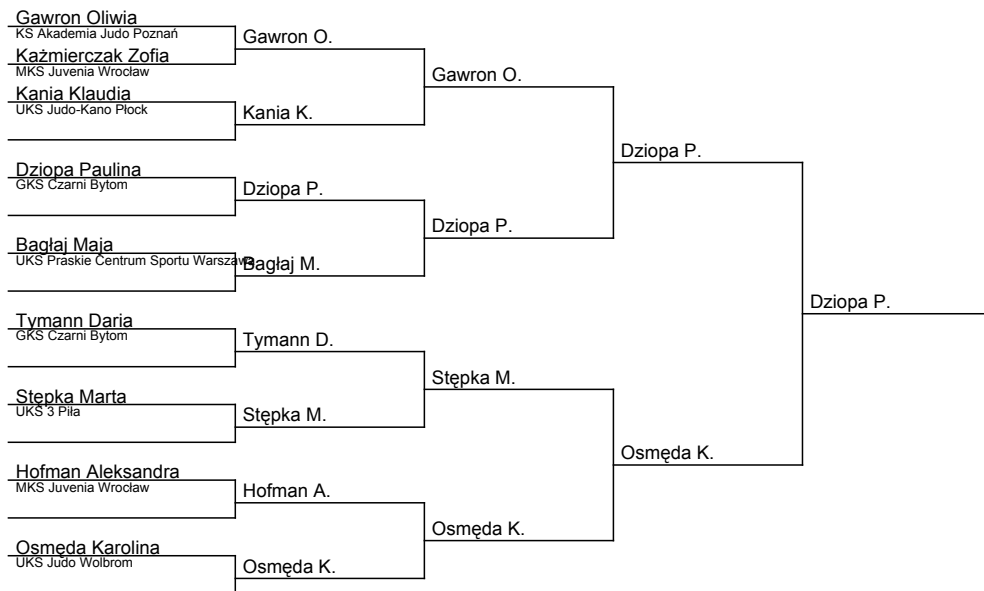 Gawron Oliwia
KS Akademia Judo Poznań
Gawron O.
Kaźmierczak Zofia
MKS Juvenia Wrocław
Gawron O.
Kania Klaudia
UKS Judo-Kano Płock
Kania K.
Dziopa P.
Dziopa Paulina
GKS Czarni Bytom
Dziopa P.
Dziopa P.
Bagłaj Maja
UKS Praskie Centrum Sportu Warszawa
Bagłaj M.
Dziopa P.
Tymann Daria
GKS Czarni Bytom
Tymann D.
Stępka M.
Stępka Marta
UKS 3 Piła
Stępka M.
Osmęda K.
Hofman Aleksandra
MKS Juvenia Wrocław
Hofman A.
Osmęda K.
Osmęda Karolina
UKS Judo Wolbrom
Osmęda K.